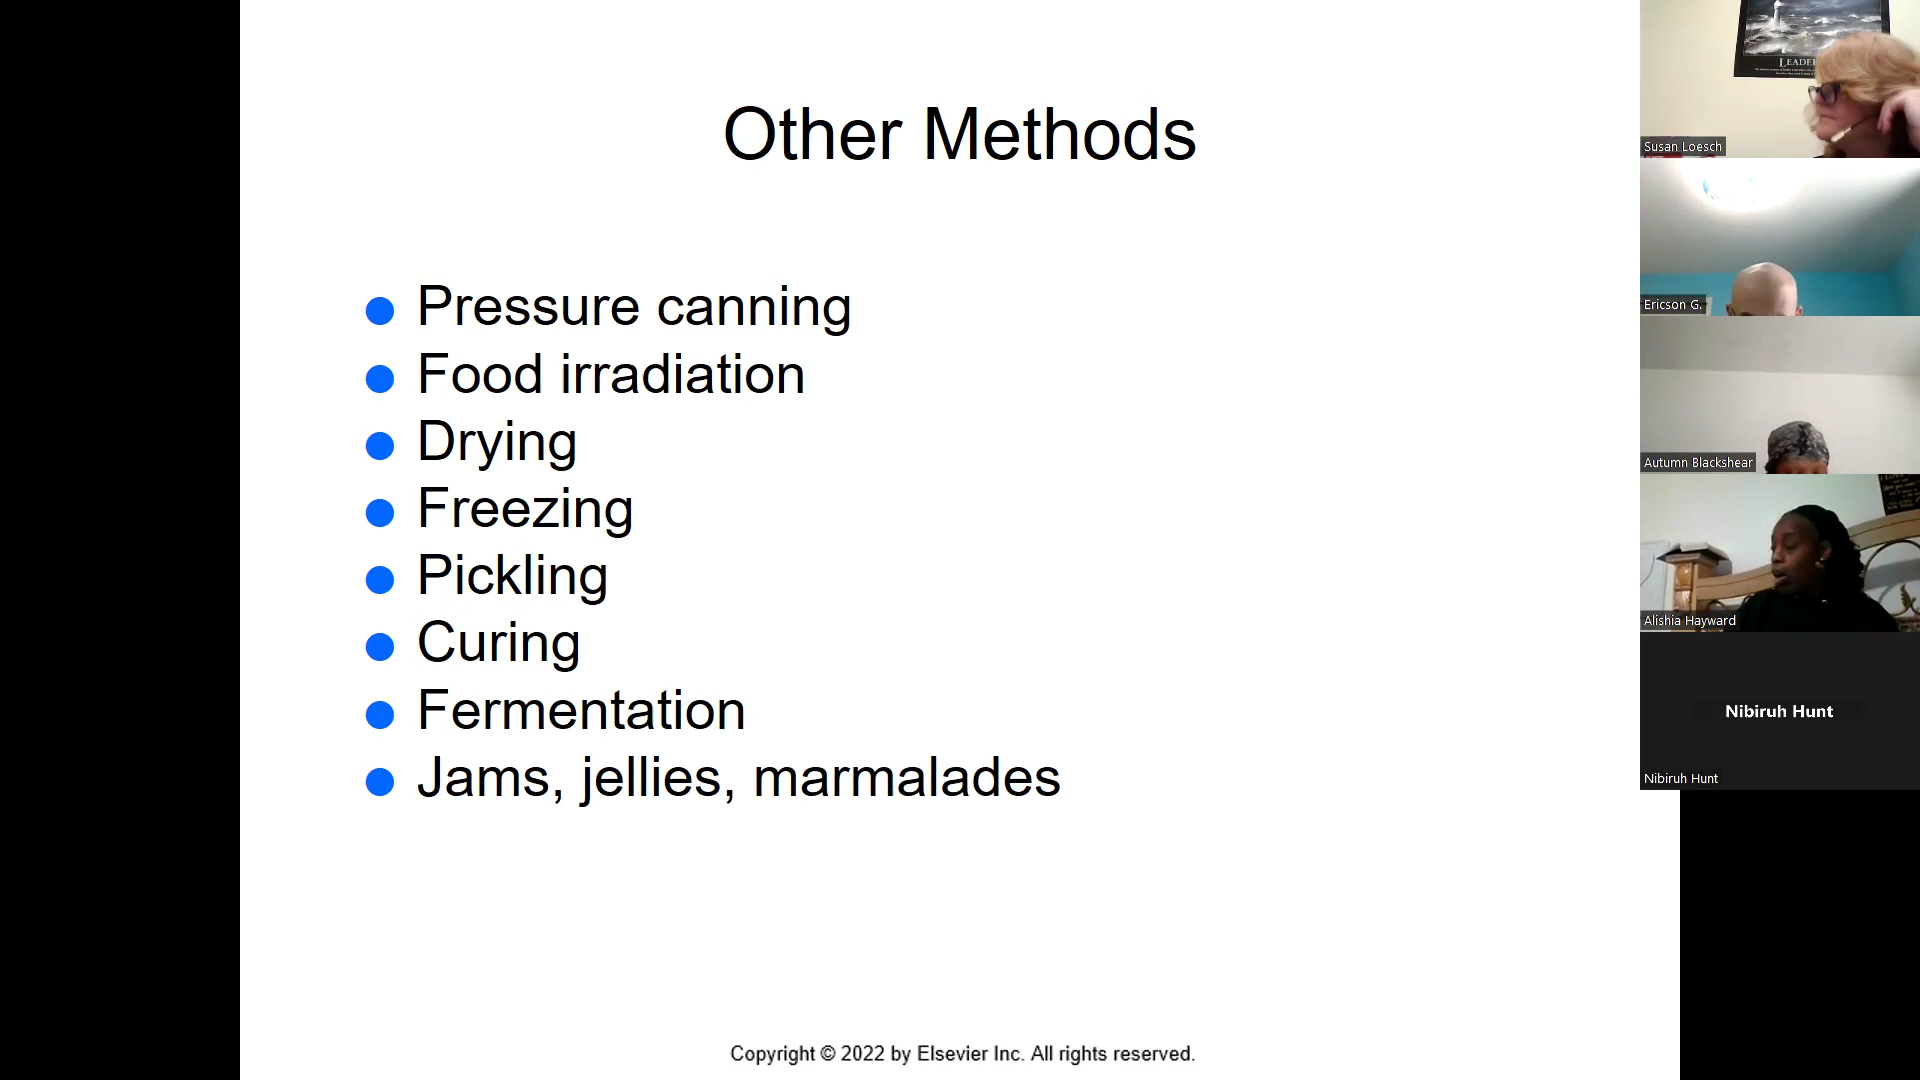 Other Methods
Pressure canning
Food irradiation
Drying
Freezing
Pickling
Curing
Fermentation
Jams, jellies, marmalades
Copyright © 2022 by Elsevier Inc. All rights reserved.
Susan Loesch
Ericson G.
Autumn Blackshear
Alishia Hayward
Nibiruh Hunt
Nibiruh Hunt